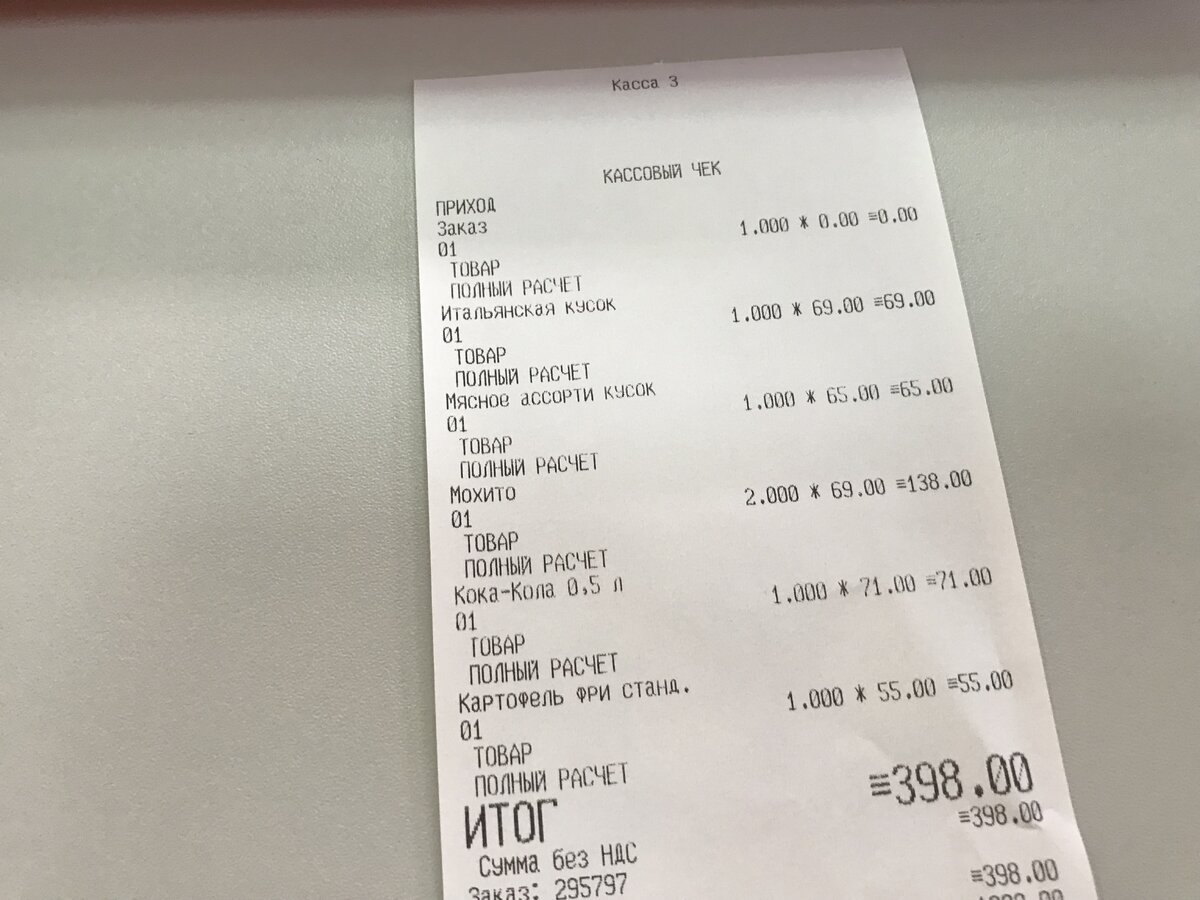 Касса 3
КАССОВЫЙ ЧЕК
ПРИХОД
Заказ 1.000 * 0.00 ≡0.00
01
ТОВАР
ПОЛНЫЙ РАСЧЕТ
Итальянская кусок 1.000 * 69.00 ≡69.00
01
ТОВАР
ПОЛНЫЙ РАСЧЕТ
Мясное ассорти кусок 1.000 * 65.00 ≡65.00
01
ТОВАР
ПОЛНЫЙ РАСЧЕТ
Мохито 2.000 * 69.00 ≡138.00
01
ТОВАР
ПОЛНЫЙ РАСЧЕТ
Кока-Кола 0,5 л 1.000 * 71.00 ≡71.00
01
ТОВАР
ПОЛНЫЙ РАСЧЕТ
Картофель фри станд. 1.000 * 55.00 ≡55.00
01
ТОВАР
ПОЛНЫЙ РАСЧЕТ
ИТОГ ≡398.00
Сумма без НДС ≡398.00
Заказ: 295797
≡398.00